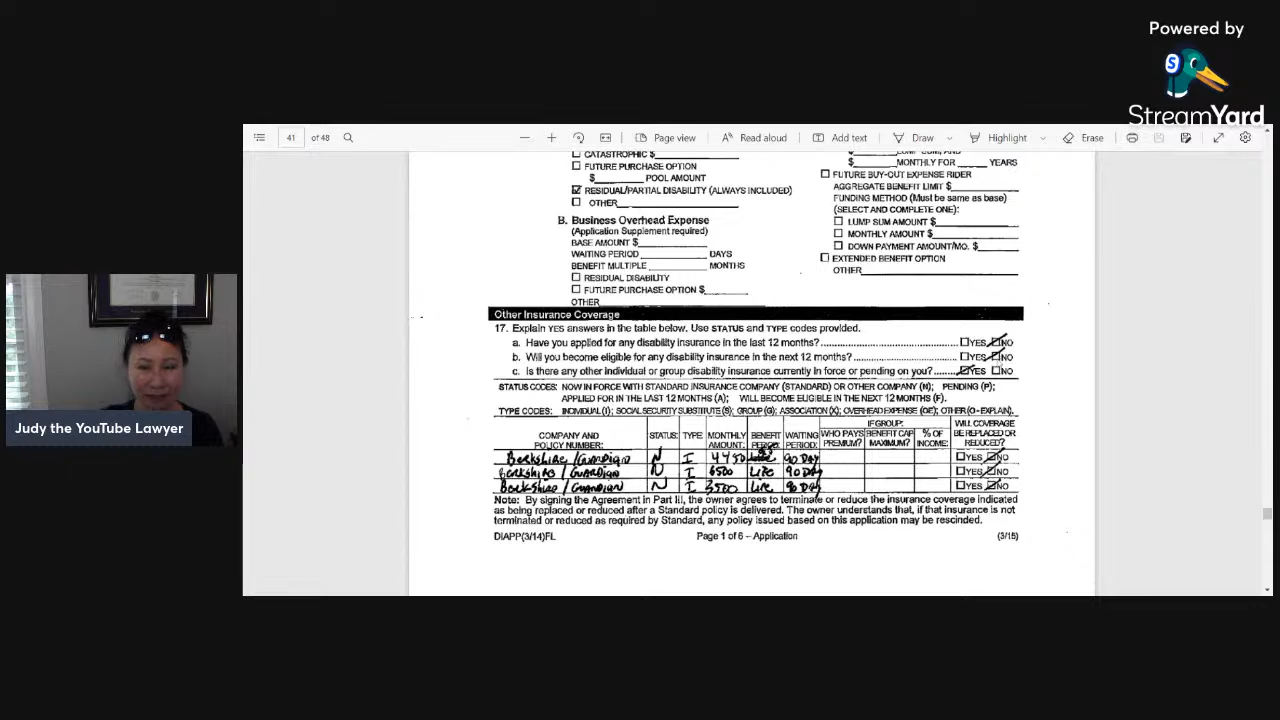 Powered by
S
StreamYard
41 of 48
Page view
Read aloud
Add text
Draw
Highlight
Erase
CATASTROPHIC $
FUTURE PURCHASE OPTION
$ POOL AMOUNT
RESIDUAL/PARTIAL DISABILITY (ALWAYS INCLUDED)
OTHER
B. Business Overhead Expense
(Application Supplement required)
BASE AMOUNT $
WAITING PERIOD DAYS
BENEFIT MULTIPLE MONTHS
RESIDUAL DISABILITY
FUTURE PURCHASE OPTION $
OTHER
$ LUMP SUM, AND
$ MONTHLY FOR YEARS
FUTURE BUY-OUT EXPENSE RIDER
AGGREGATE BENEFIT LIMIT $
FUNDING METHOD (Must be same as base)
(SELECT AND COMPLETE ONE):
LUMP SUM AMOUNT $
MONTHLY AMOUNT $
DOWN PAYMENT AMOUNT/MO. $
EXTENDED BENEFIT OPTION
OTHER
Other Insurance Coverage
17. Explain YES answers in the table below. Use STATUS and TYPE codes provided.
a. Have you applied for any disability insurance in the last 12 months? YES NO
b. Will you become eligible for any disability insurance in the next 12 months? YES NO
c. Is there any other individual or group disability insurance currently in force or pending on you? YES NO
STATUS CODES: NOW IN FORCE WITH STANDARD INSURANCE COMPANY (STANDARD) OR OTHER COMPANY (N); PENDING (P);
APPLIED FOR IN THE LAST 12 MONTHS (A); WILL BECOME ELIGIBLE IN THE NEXT 12 MONTHS (F).
TYPE CODES: INDIVIDUAL (I); SOCIAL SECURITY SUBSTITUTE (S); GROUP (G); ASSOCIATION (X); OVERHEAD EXPENSE (OE); OTHER (O - EXPLAIN).
COMPANY AND POLICY NUMBER: STATUS: TYPE MONTHLY AMOUNT: BENEFIT PERIOD: WAITING PERIOD: IF GROUP: WHO PAYS PREMIUM? BENEFIT CAP MAXIMUM? % OF INCOME: WILL COVERAGE BE REPLACED OR REDUCED?
Berkshire / Guardian N I 4450 90 DAY YES NO
Berkshire / Guardian N I 6500 Life 90 DAY YES NO
Berkshire / Guardian N I 3500 Life 90 DAY YES NO
Note: By signing the Agreement in Part III, the owner agrees to terminate or reduce the insurance coverage indicated
as being replaced or reduced after a Standard policy is delivered. The owner understands that, if that insurance is not
terminated or reduced as required by Standard, any policy issued based on this application may be rescinded.
DIAPP(3/14)FL Page 1 of 6 – Application (3/15)
Judy the YouTube Lawyer